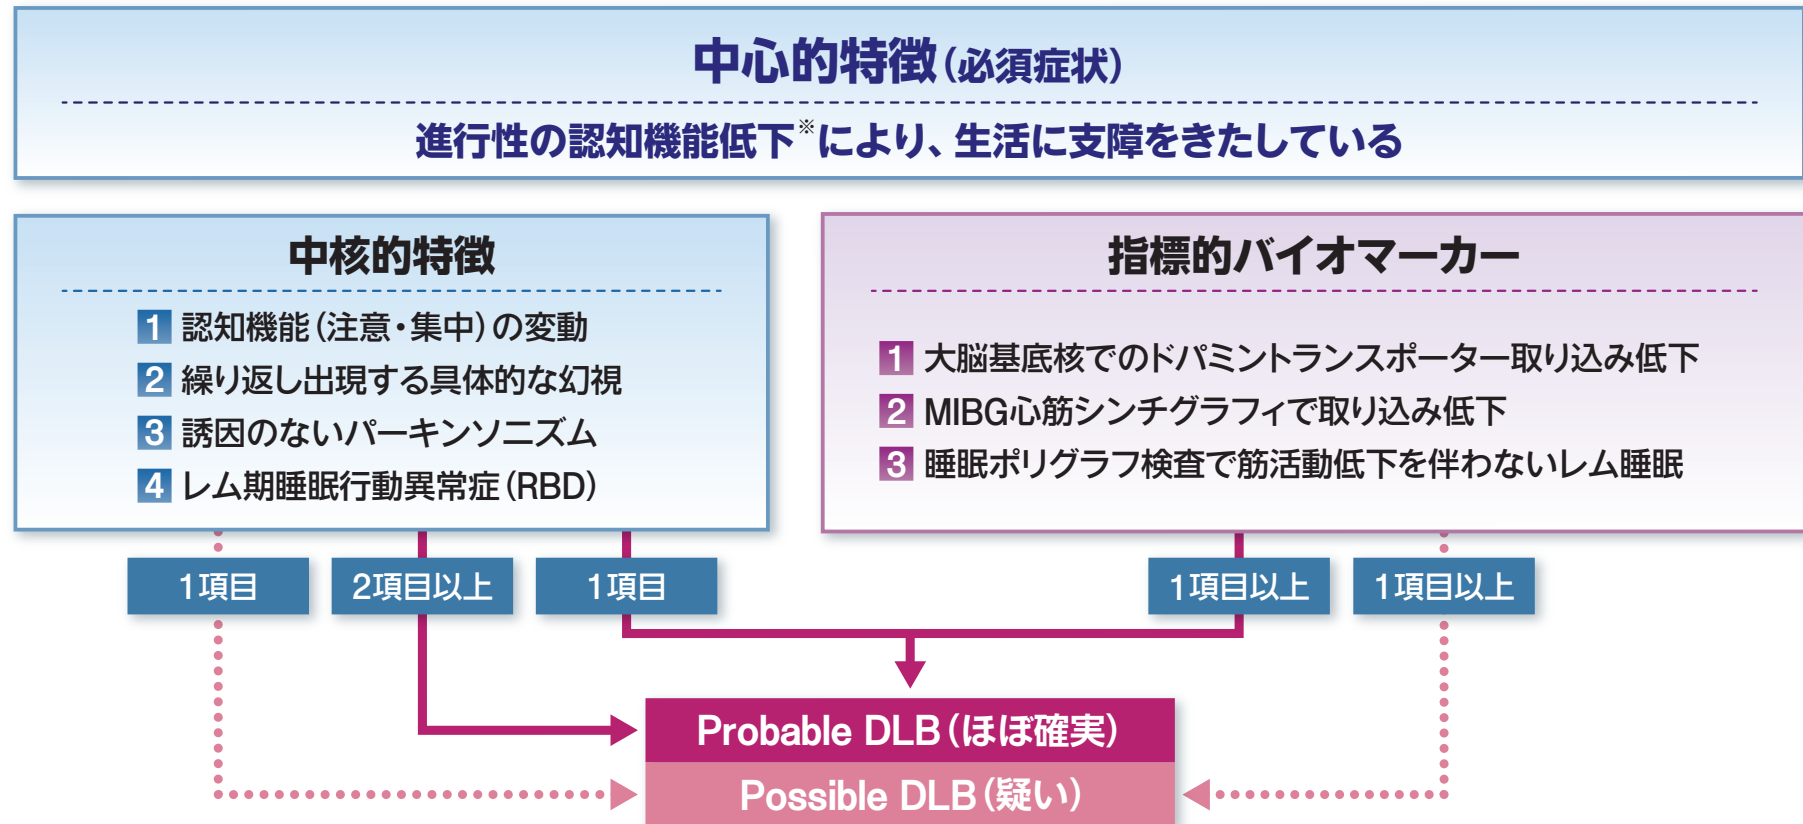 中心的特徴(必須症状)
進行性の認知機能低下※により、生活に支障をきたしている
中核的特徴
1 認知機能(注意・集中)の変動
2 繰り返し出現する具体的な幻視
3 誘因のないパーキンソニズム
4 レム期睡眠行動異常症(RBD)
指標的バイオマーカー
1 大脳基底核でのドパミントランスポーター取り込み低下
2 MIBG心筋シンチグラフィで取り込み低下
3 睡眠ポリグラフ検査で筋活動低下を伴わないレム睡眠
1項目
2項目以上
1項目
1項目以上
1項目以上
Probable DLB(ほぼ確実)
Possible DLB(疑い)